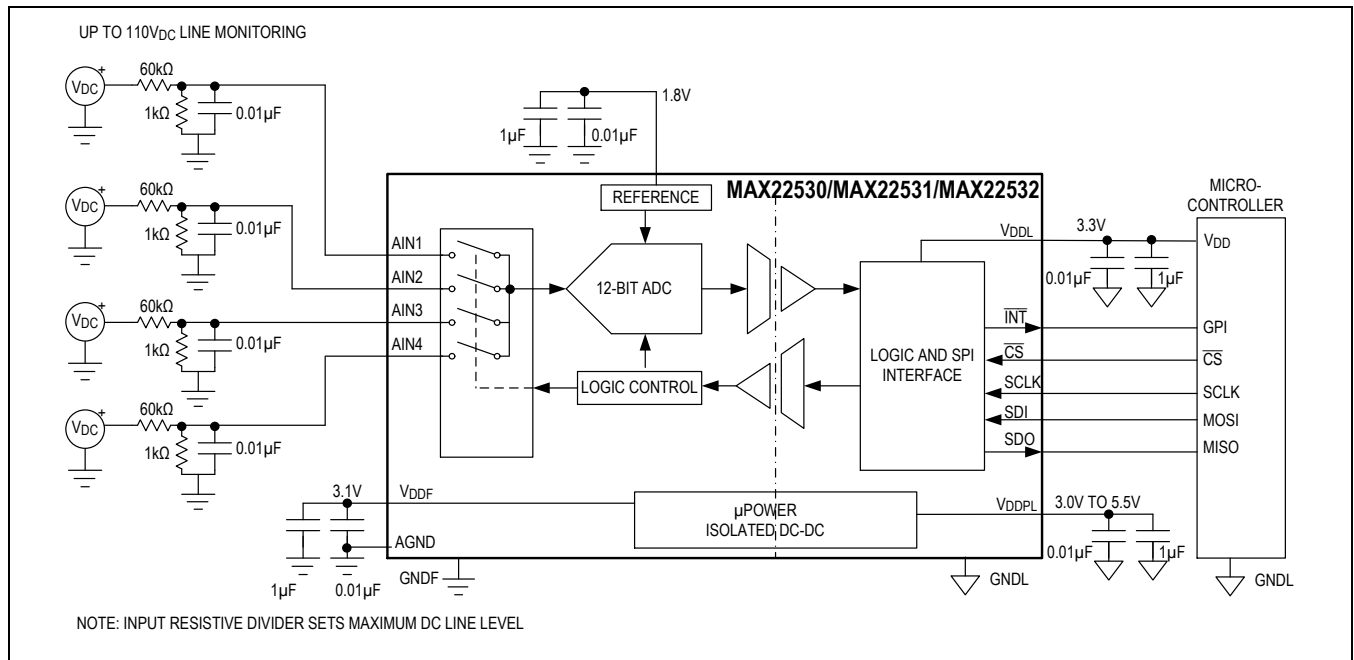 UP TO 110VDC LINE MONITORING
VDC
+
60kΩ
1kΩ
0.01µF
VDC
+
60kΩ
1kΩ
0.01µF
VDC
+
60kΩ
1kΩ
0.01µF
VDC
+
60kΩ
1kΩ
0.01µF
1.8V
1µF
0.01µF
MAX22530/MAX22531/MAX22532
REFERENCE
AIN1
AIN2
AIN3
AIN4
12-BIT ADC
LOGIC CONTROL
LOGIC AND SPI
INTERFACE
VDDL
3.3V
0.01µF
1µF
INT
CS
SCLK
SDI
SDO
MICRO-
CONTROLLER
VDD
GPI
CS
SCLK
MOSI
MISO
GNDL
3.1V
VDDF
AGND
1µF
0.01µF
GNDF
µPOWER
ISOLATED DC-DC
VDDPL
3.0V TO 5.5V
0.01µF
1µF
GNDL
NOTE: INPUT RESISTIVE DIVIDER SETS MAXIMUM DC LINE LEVEL